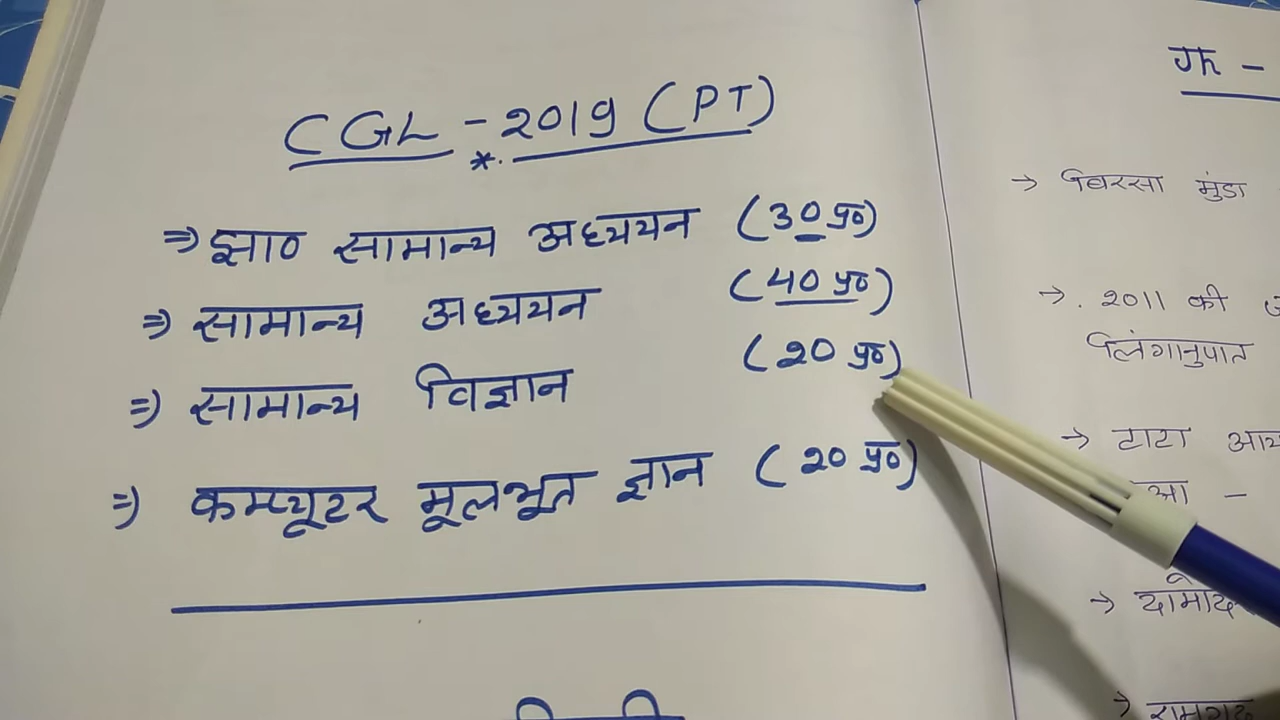 CGL - 2019 (PT)
*
⇒ झा० सामान्य अध्ययन (30 प्र०)
⇒ सामान्य अध्ययन (40 प्र०)
⇒ सामान्य विज्ञान (20 प्र०)
⇒ कम्प्यूटर मूलभूत ज्ञान (20 प्र०)
→ बिरसा मुंडा
→ . 2011 की
लिंगानुपात
→ टाटा